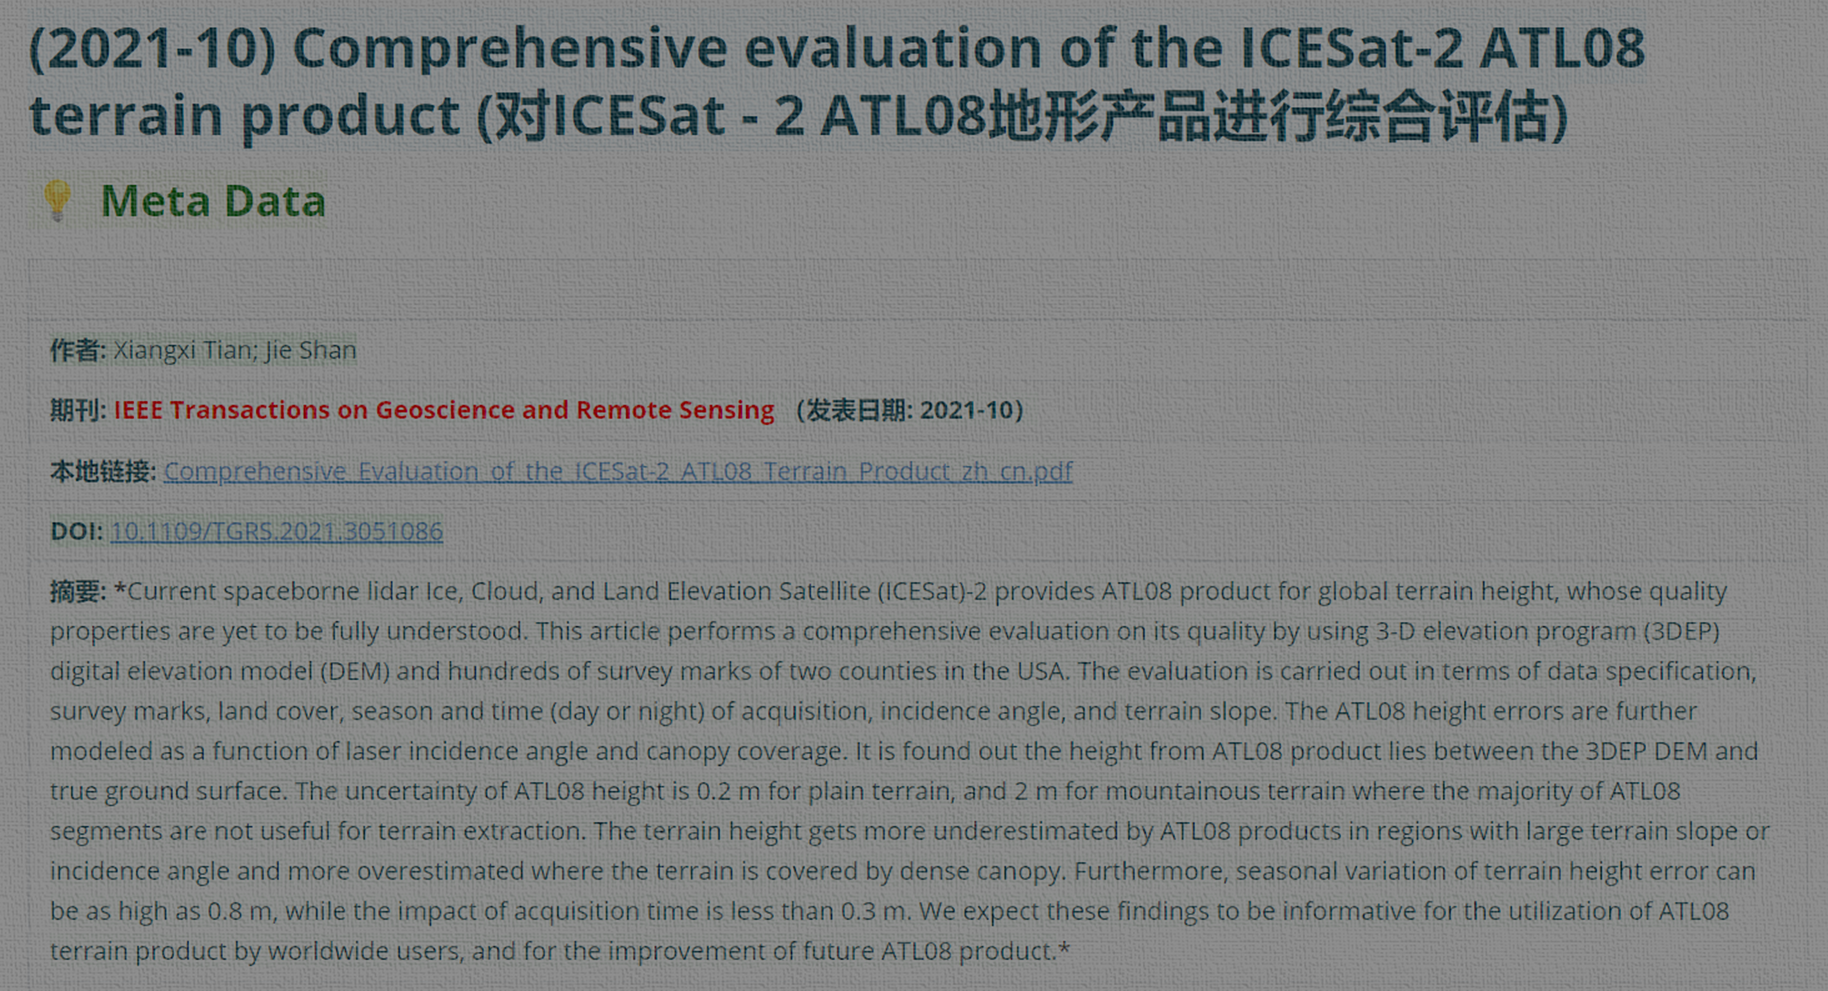 (2021-10) Comprehensive evaluation of the ICESat-2 ATL08
terrain product (对ICESat - 2 ATL08地形产品进行综合评估)
Meta Data
作者: Xiangxi Tian; Jie Shan
期刊: IEEE Transactions on Geoscience and Remote Sensing （发表日期: 2021-10）
本地链接: Comprehensive_Evaluation_of_the_ICESat-2_ATL08_Terrain_Product_zh_cn.pdf
DOI: 10.1109/TGRS.2021.3051086
摘要: *Current spaceborne lidar Ice, Cloud, and Land Elevation Satellite (ICESat)-2 provides ATL08 product for global terrain height, whose quality
properties are yet to be fully understood. This article performs a comprehensive evaluation on its quality by using 3-D elevation program (3DEP)
digital elevation model (DEM) and hundreds of survey marks of two counties in the USA. The evaluation is carried out in terms of data specification,
survey marks, land cover, season and time (day or night) of acquisition, incidence angle, and terrain slope. The ATL08 height errors are further
modeled as a function of laser incidence angle and canopy coverage. It is found out the height from ATL08 product lies between the 3DEP DEM and
true ground surface. The uncertainty of ATL08 height is 0.2 m for plain terrain, and 2 m for mountainous terrain where the majority of ATL08
segments are not useful for terrain extraction. The terrain height gets more underestimated by ATL08 products in regions with large terrain slope or
incidence angle and more overestimated where the terrain is covered by dense canopy. Furthermore, seasonal variation of terrain height error can
be as high as 0.8 m, while the impact of acquisition time is less than 0.3 m. We expect these findings to be informative for the utilization of ATL08
terrain product by worldwide users, and for the improvement of future ATL08 product.*